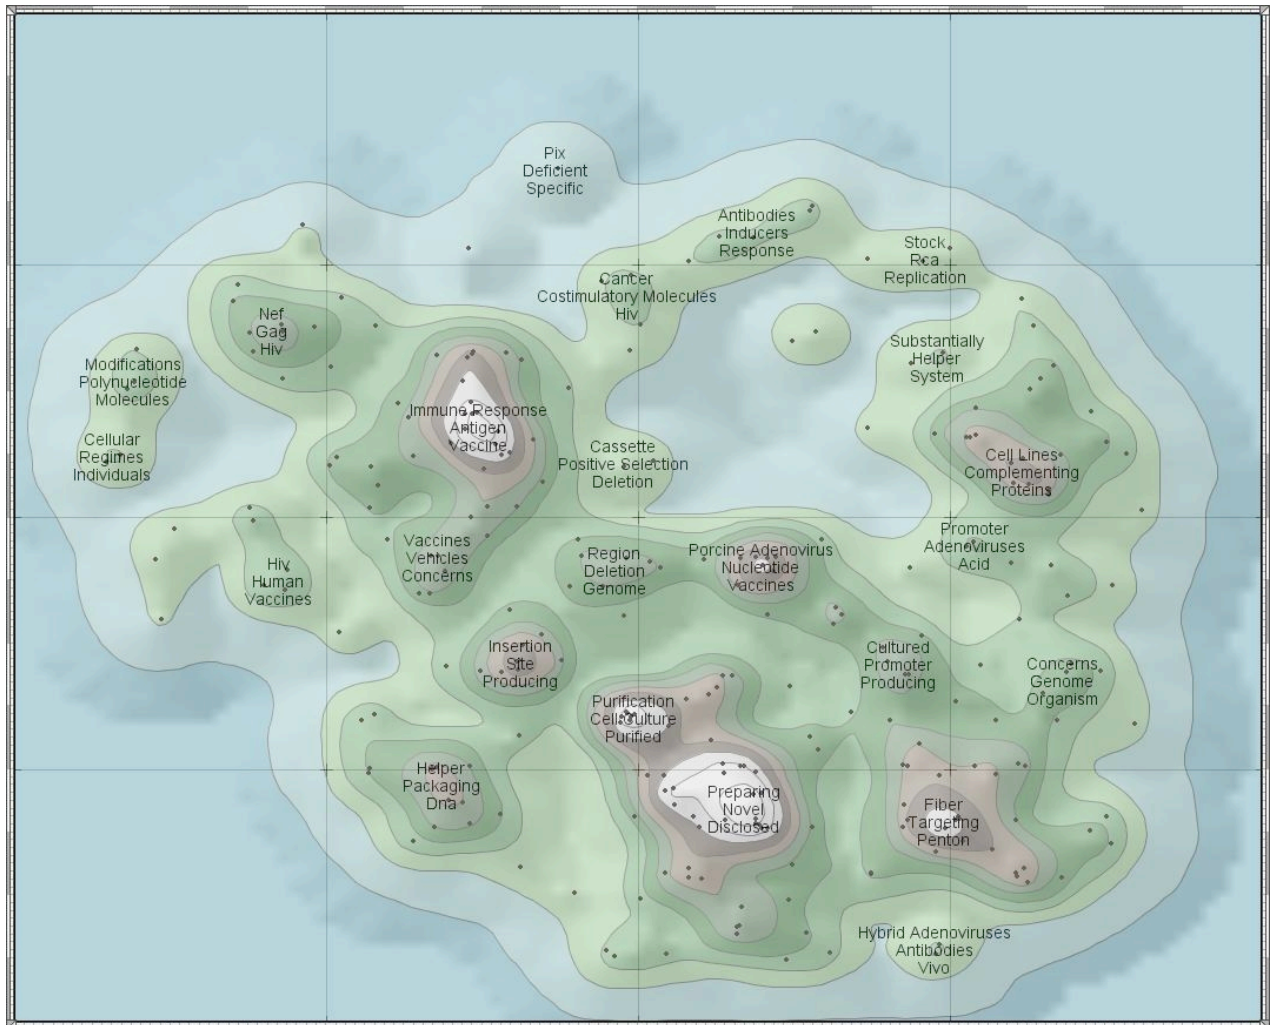 Pix
Deficient
Specific
Antibodies
Inducers
Response
Stock
Rca
Replication
Cancer
Costimulatory Molecules
Hiv
Nef
Gag
Hiv
Substantially
Helper
System
Modifications
Polynucleotide
Molecules
Immune Response
Antigen
Vaccine
Cellular
Regimes
Individuals
Cassette
Positive Selection
Deletion
Cell Lines
Complementing
Proteins
Promoter
Adenoviruses
Acid
Vaccines
Vehicles
Concerns
Region
Deletion
Genome
Porcine Adenovirus
Nucleotide
Vaccines
Hiv
Human
Vaccines
Insertion
Site
Producing
Cultured
Promoter
Producing
Concerns
Genome
Organism
Purification
Cell Culture
Purified
Helper
Packaging
Dna
Preparing
Novel
Disclosed
Fiber
Targeting
Penton
Hybrid Adenoviruses
Antibodies
Vivo